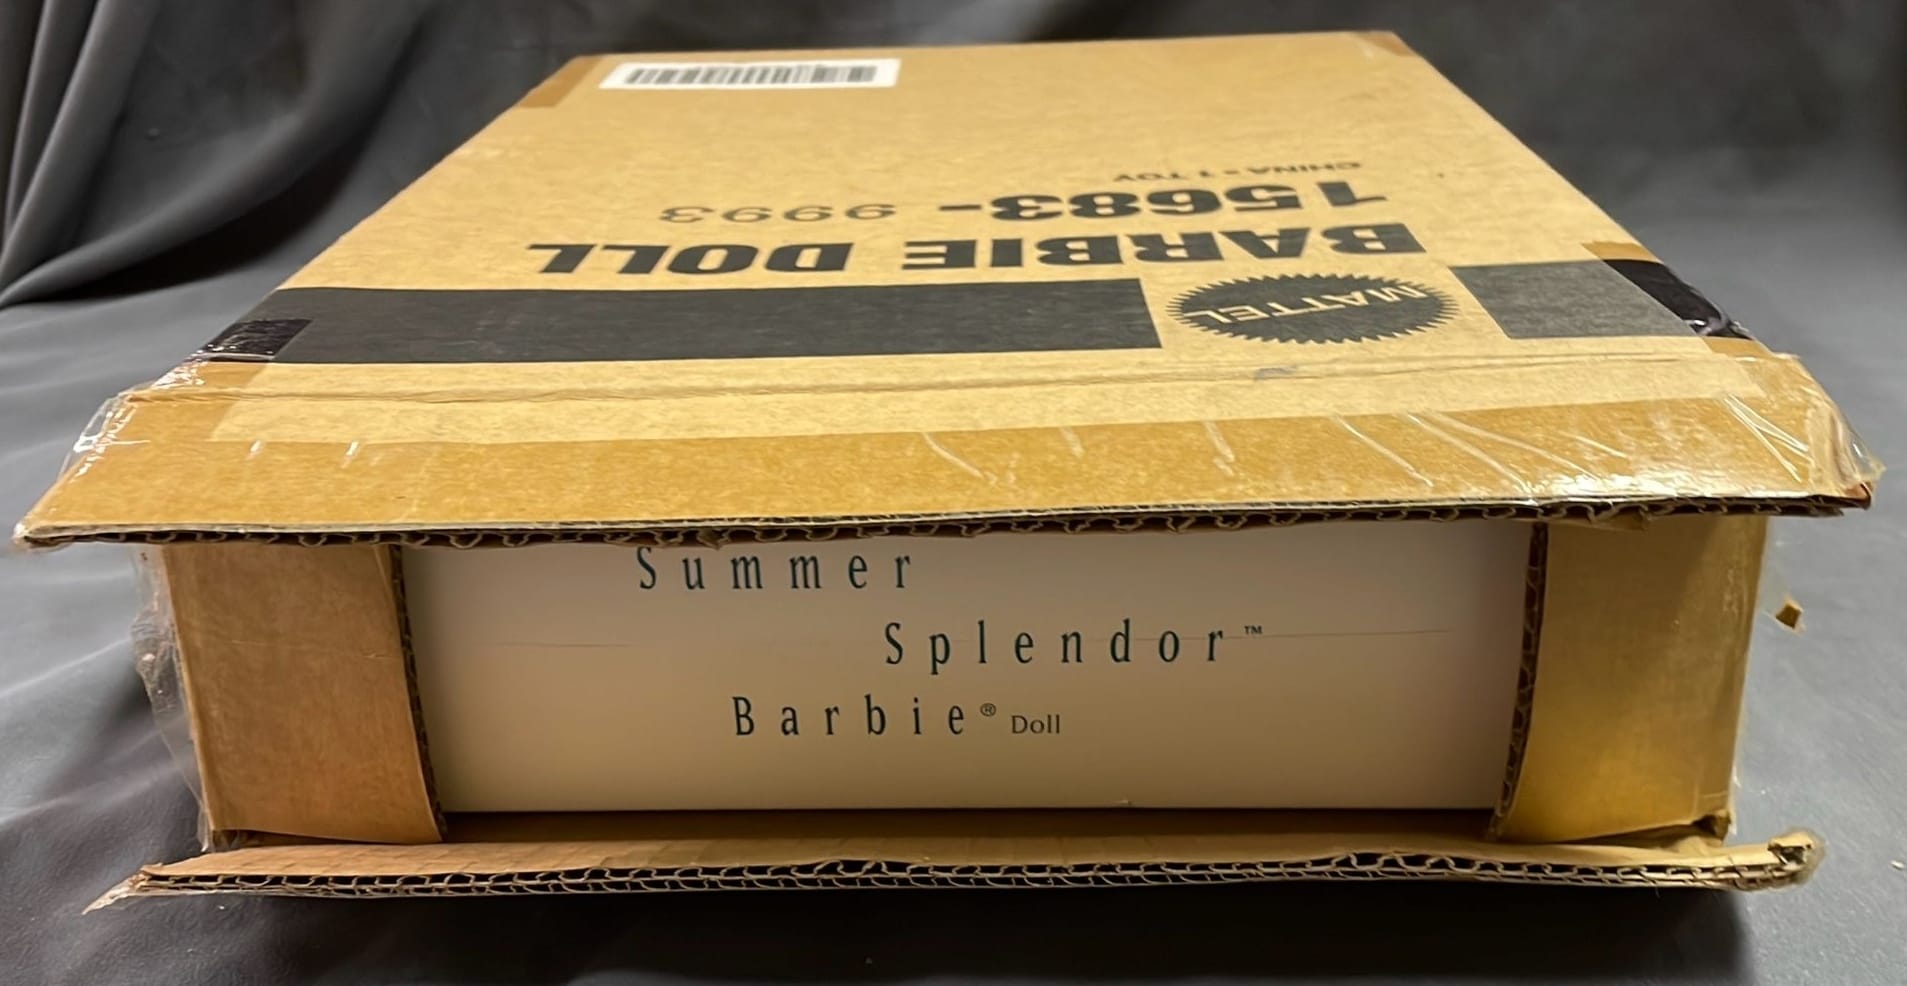 MATTEL
BARBIE DOLL
15683- 9993
CHINA - 1 TOY
Summer
Splendor™
Barbie® Doll